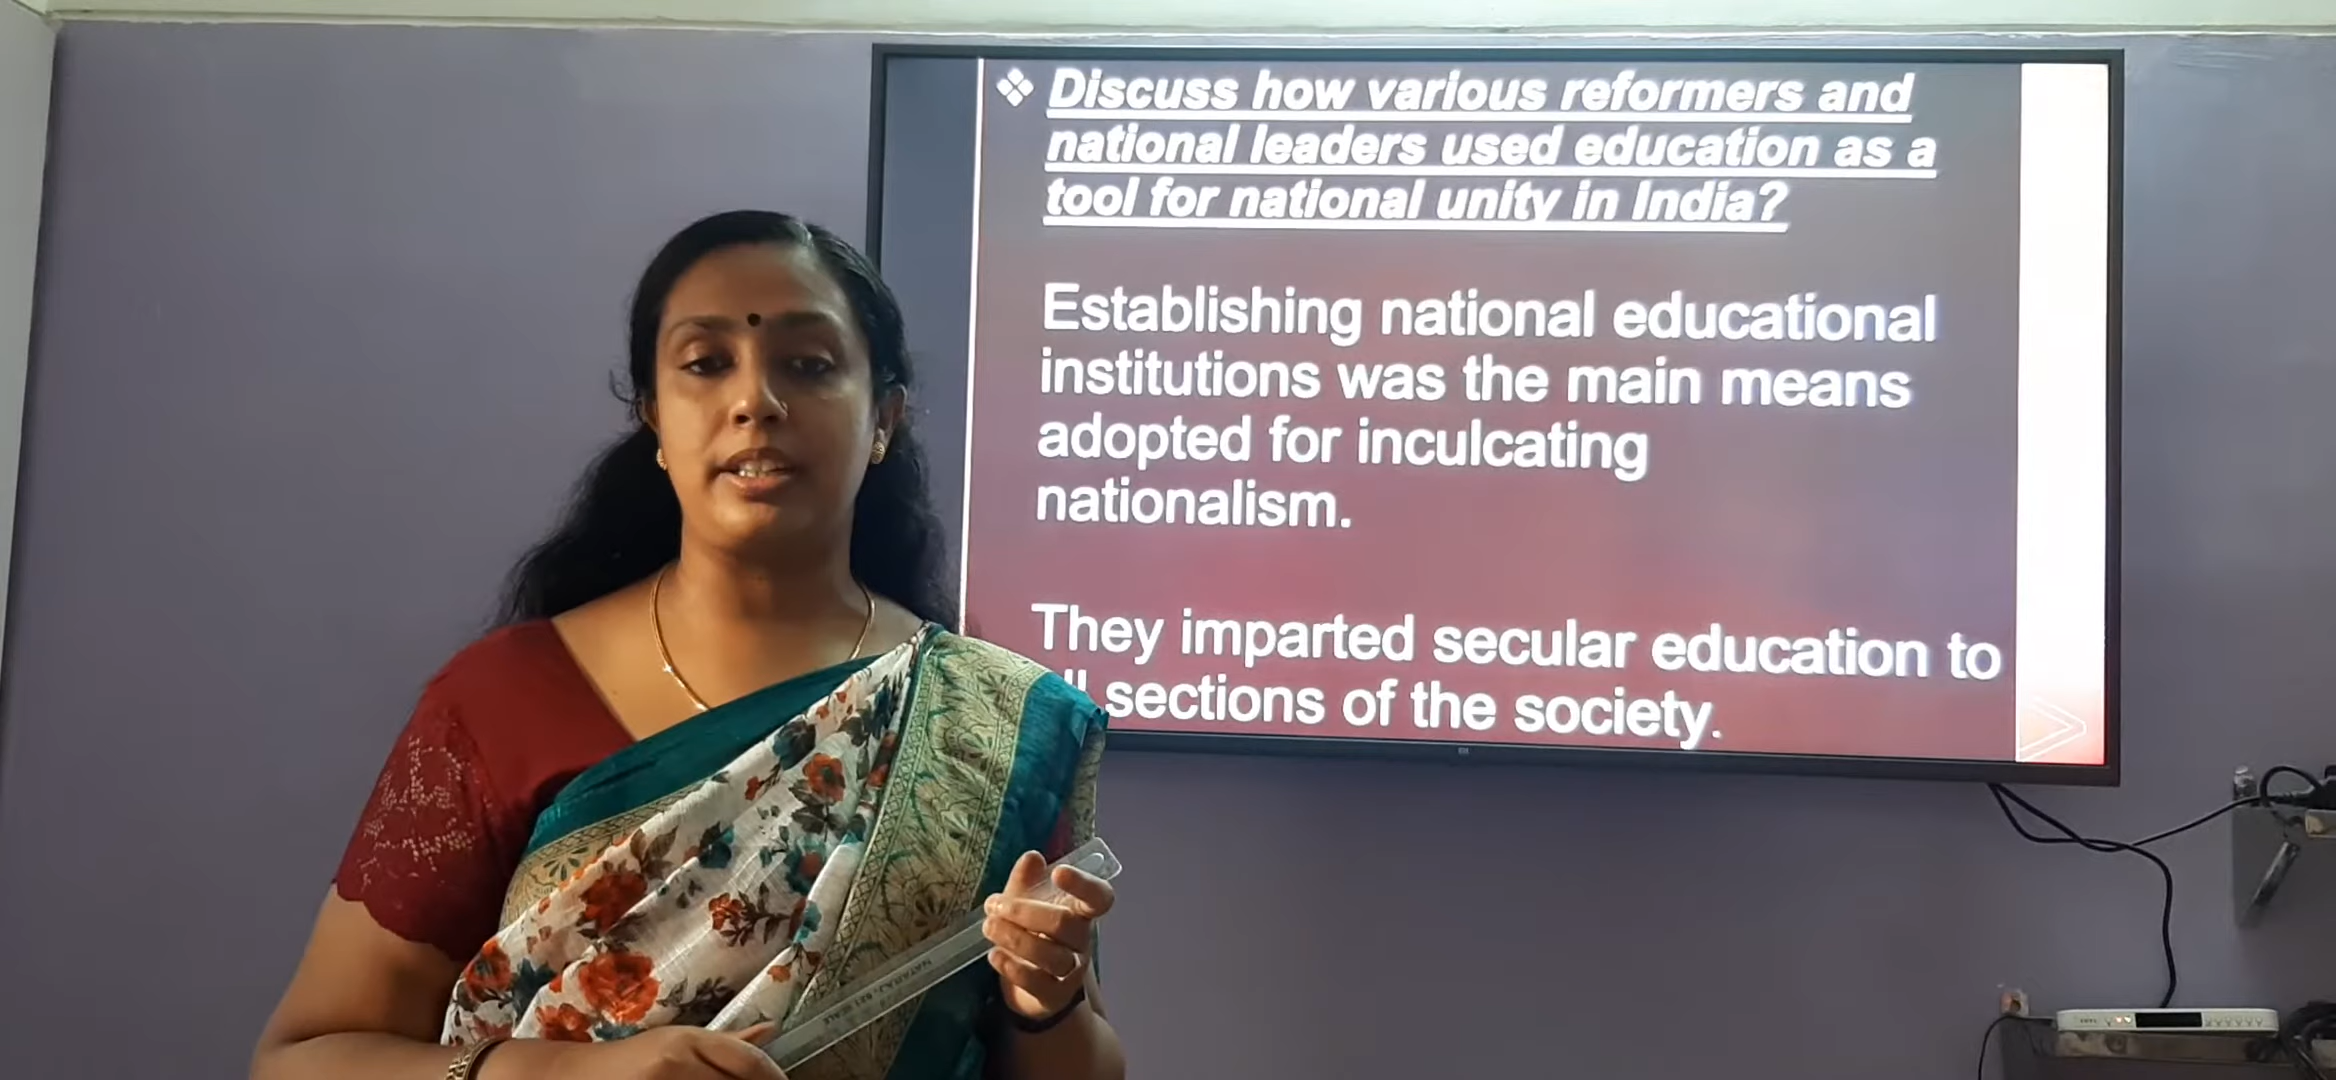 Discuss how various reformers and
national leaders used education as a
tool for national unity in India?
Establishing national educational
institutions was the main means
adopted for inculcating
nationalism.
They imparted secular education to
sections of the society.
NATARAJ